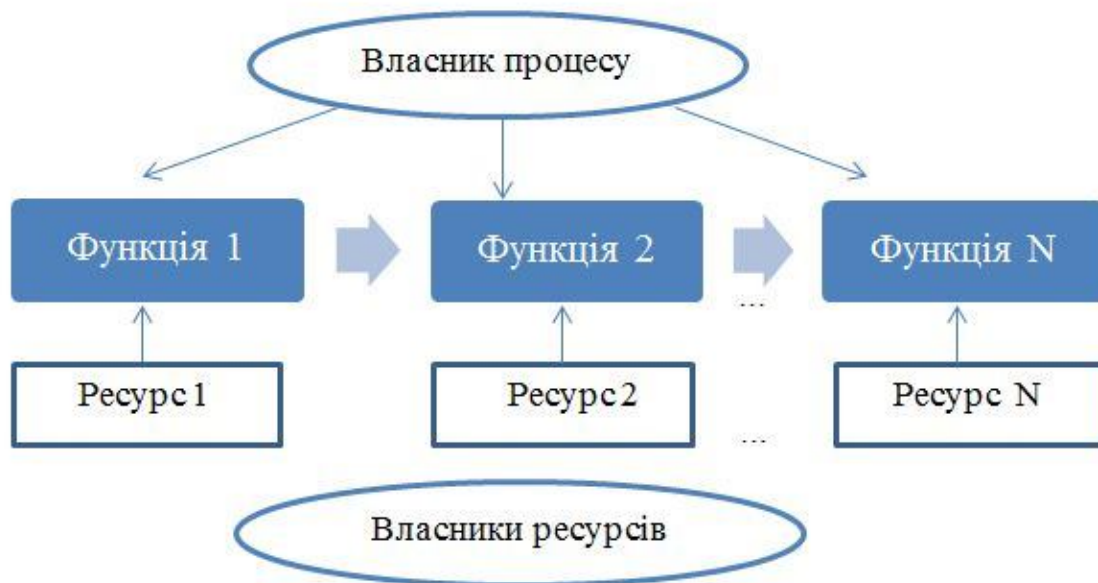 Власник процесу
Функція 1
Функція 2
Функція N
...
Ресурс 1
Ресурс 2
Ресурс N
...
Власники ресурсів